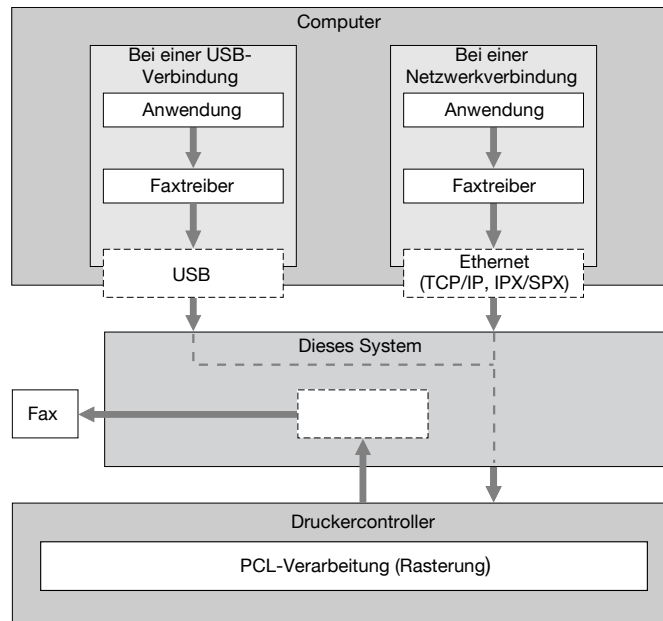 Computer
Bei einer USB-
Verbindung
Anwendung
Faxtreiber
USB
Bei einer
Netzwerkverbindung
Anwendung
Faxtreiber
Ethernet
(TCP/IP, IPX/SPX)
Dieses System
Fax
Druckercontroller
PCL-Verarbeitung (Rasterung)